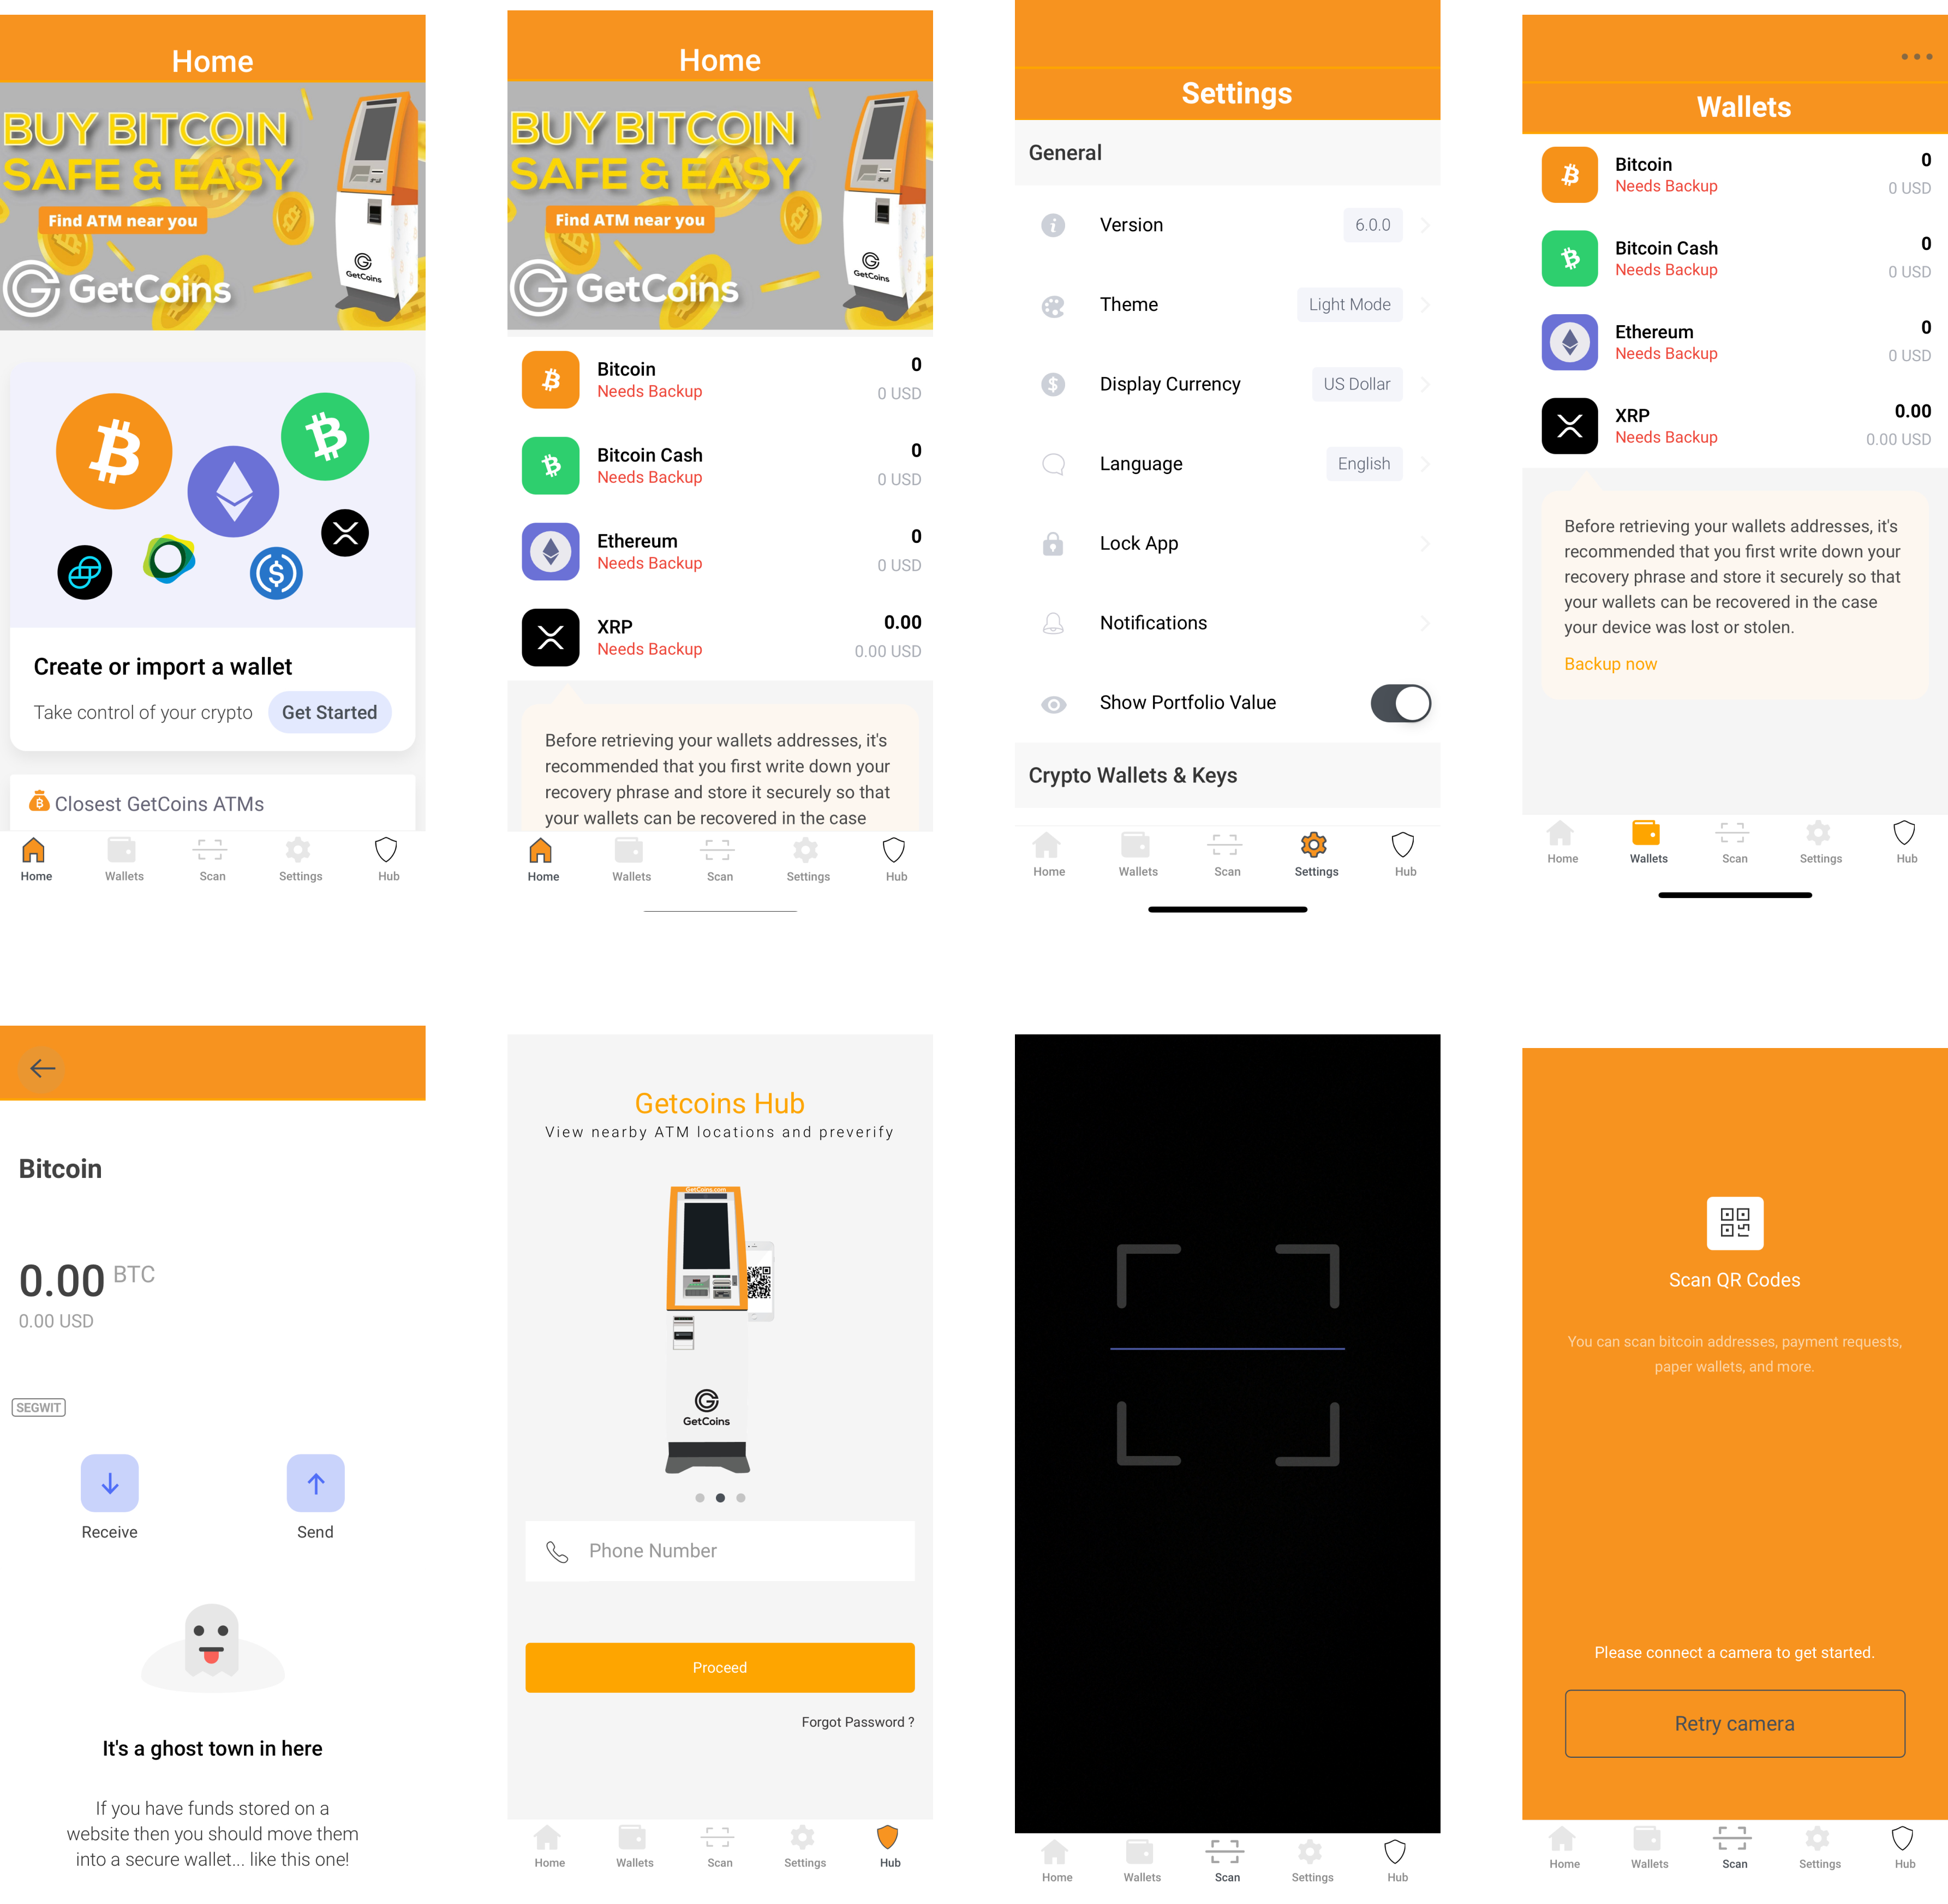 Home
BUY BITCOIN
SAFE & EASY
Find ATM near you
GetCoins
GetCoins
Create or import a wallet
Take control of your crypto
Get Started
Closest GetCoins ATMs
Home
Wallets
Scan
Settings
Hub
Home
BUY BITCOIN
SAFE & EASY
Find ATM near you
GetCoins
GetCoins
Bitcoin
0
Needs Backup
0 USD
Bitcoin Cash
0
Needs Backup
0 USD
Ethereum
0
Needs Backup
0 USD
XRP
0.00
Needs Backup
0.00 USD
Before retrieving your wallets addresses, it's
recommended that you first write down your
recovery phrase and store it securely so that
your wallets can be recovered in the case
Home
Wallets
Scan
Settings
Hub
Settings
General
Version
6.0.0
Theme
Light Mode
Display Currency
US Dollar
Language
English
Lock App
Notifications
Show Portfolio Value
Crypto Wallets & Keys
Home
Wallets
Scan
Settings
Hub
Wallets
Bitcoin
0
Needs Backup
0 USD
Bitcoin Cash
0
Needs Backup
0 USD
Ethereum
0
Needs Backup
0 USD
XRP
0.00
Needs Backup
0.00 USD
Before retrieving your wallets addresses, it's
recommended that you first write down your
recovery phrase and store it securely so that
your wallets can be recovered in the case
your device was lost or stolen.
Backup now
Home
Wallets
Scan
Settings
Hub
Bitcoin
0.00 BTC
0.00 USD
SEGWIT
Receive
Send
It's a ghost town in here
If you have funds stored on a
website then you should move them
into a secure wallet... like this one!
Getcoins Hub
View nearby ATM locations and preverify
GetCoins.com
GetCoins
Phone Number
Proceed
Forgot Password ?
Home
Wallets
Scan
Settings
Hub
Home
Wallets
Scan
Settings
Hub
Scan QR Codes
You can scan bitcoin addresses, payment requests,
paper wallets, and more.
Please connect a camera to get started.
Retry camera
Home
Wallets
Scan
Settings
Hub